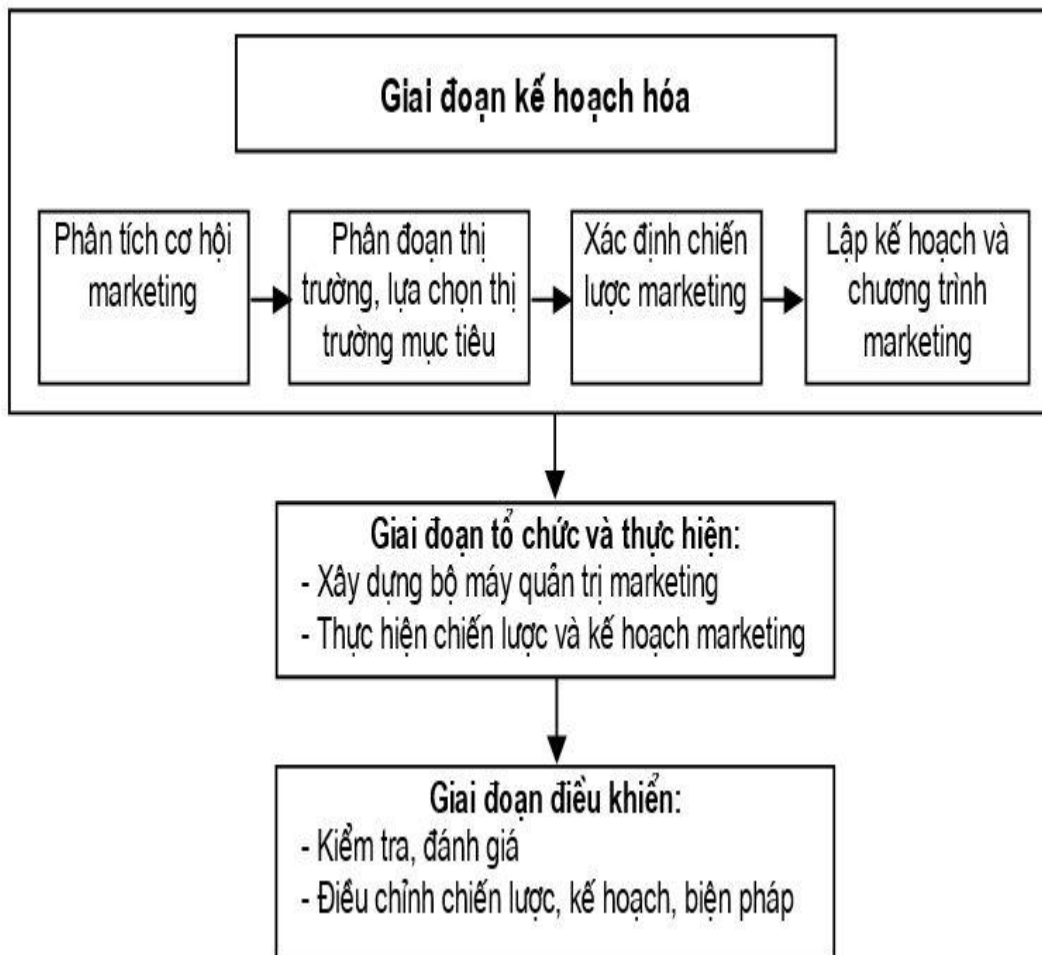 Giai đoạn kế hoạch hóa
Phân tích cơ hội
marketing
Phân đoạn thị
trường, lựa chọn thị
trường mục tiêu
Xác định chiến
lược marketing
Lập kế hoạch và
chương trình
marketing
Giai đoạn tổ chức và thực hiện:
- Xây dựng bộ máy quản trị marketing
- Thực hiện chiến lược và kế hoạch marketing
Giai đoạn điều khiển:
- Kiểm tra, đánh giá
- Điều chỉnh chiến lược, kế hoạch, biện pháp